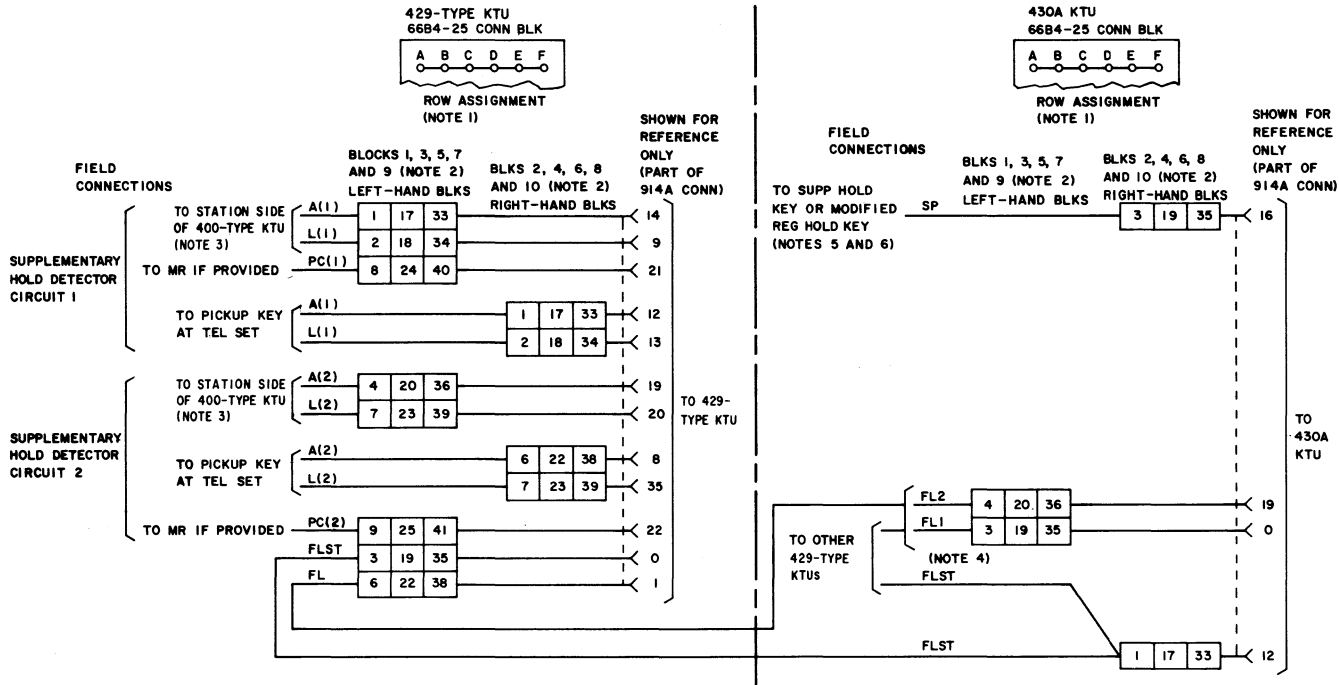 429-TYPE KTU
66B4-25 CONN BLK
A B C D E F
ROW ASSIGNMENT
(NOTE 1)
FIELD
CONNECTIONS
BLOCKS 1, 3, 5, 7
AND 9 (NOTE 2)
LEFT-HAND BLKS
BLKS 2, 4, 6, 8
AND 10 (NOTE 2)
RIGHT-HAND BLKS
SHOWN FOR
REFERENCE
ONLY
(PART OF
914A CONN)
SUPPLEMENTARY
HOLD DETECTOR
CIRCUIT 1
TO STATION SIDE
OF 400-TYPE KTU
(NOTE 3)
A(1) 1 17 33 14
L(1) 2 18 34 9
TO MR IF PROVIDED PC(1) 8 24 40 21
TO PICKUP KEY
AT TEL SET
A(1) 1 17 33 12
L(1) 2 18 34 13
SUPPLEMENTARY
HOLD DETECTOR
CIRCUIT 2
TO STATION SIDE
OF 400-TYPE KTU
(NOTE 3)
A(2) 4 20 36 19
L(2) 7 23 39 20
TO PICKUP KEY
AT TEL SET
A(2) 6 22 38 8
L(2) 7 23 39 35
TO MR IF PROVIDED PC(2) 9 25 41 22
FLST 3 19 35 0
FL 6 22 38 1
TO 429-
TYPE KTU
430A KTU
66B4-25 CONN BLK
A B C D E F
ROW ASSIGNMENT
(NOTE 1)
FIELD
CONNECTIONS
BLKS 1, 3, 5, 7
AND 9 (NOTE 2)
LEFT-HAND BLKS
BLKS 2, 4, 6, 8
AND 10 (NOTE 2)
RIGHT-HAND BLKS
SHOWN FOR
REFERENCE
ONLY
(PART OF
914A CONN)
TO SUPP HOLD
KEY OR MODIFIED
REG HOLD KEY
(NOTES 5 AND 6)
SP 3 19 35 16
FL2 4 20. 36 19
FL1 3 19 35 0
(NOTE 4)
TO OTHER
429-TYPE
KTUs
FLST
FLST 1 17 33 12
TO
430A
KTU